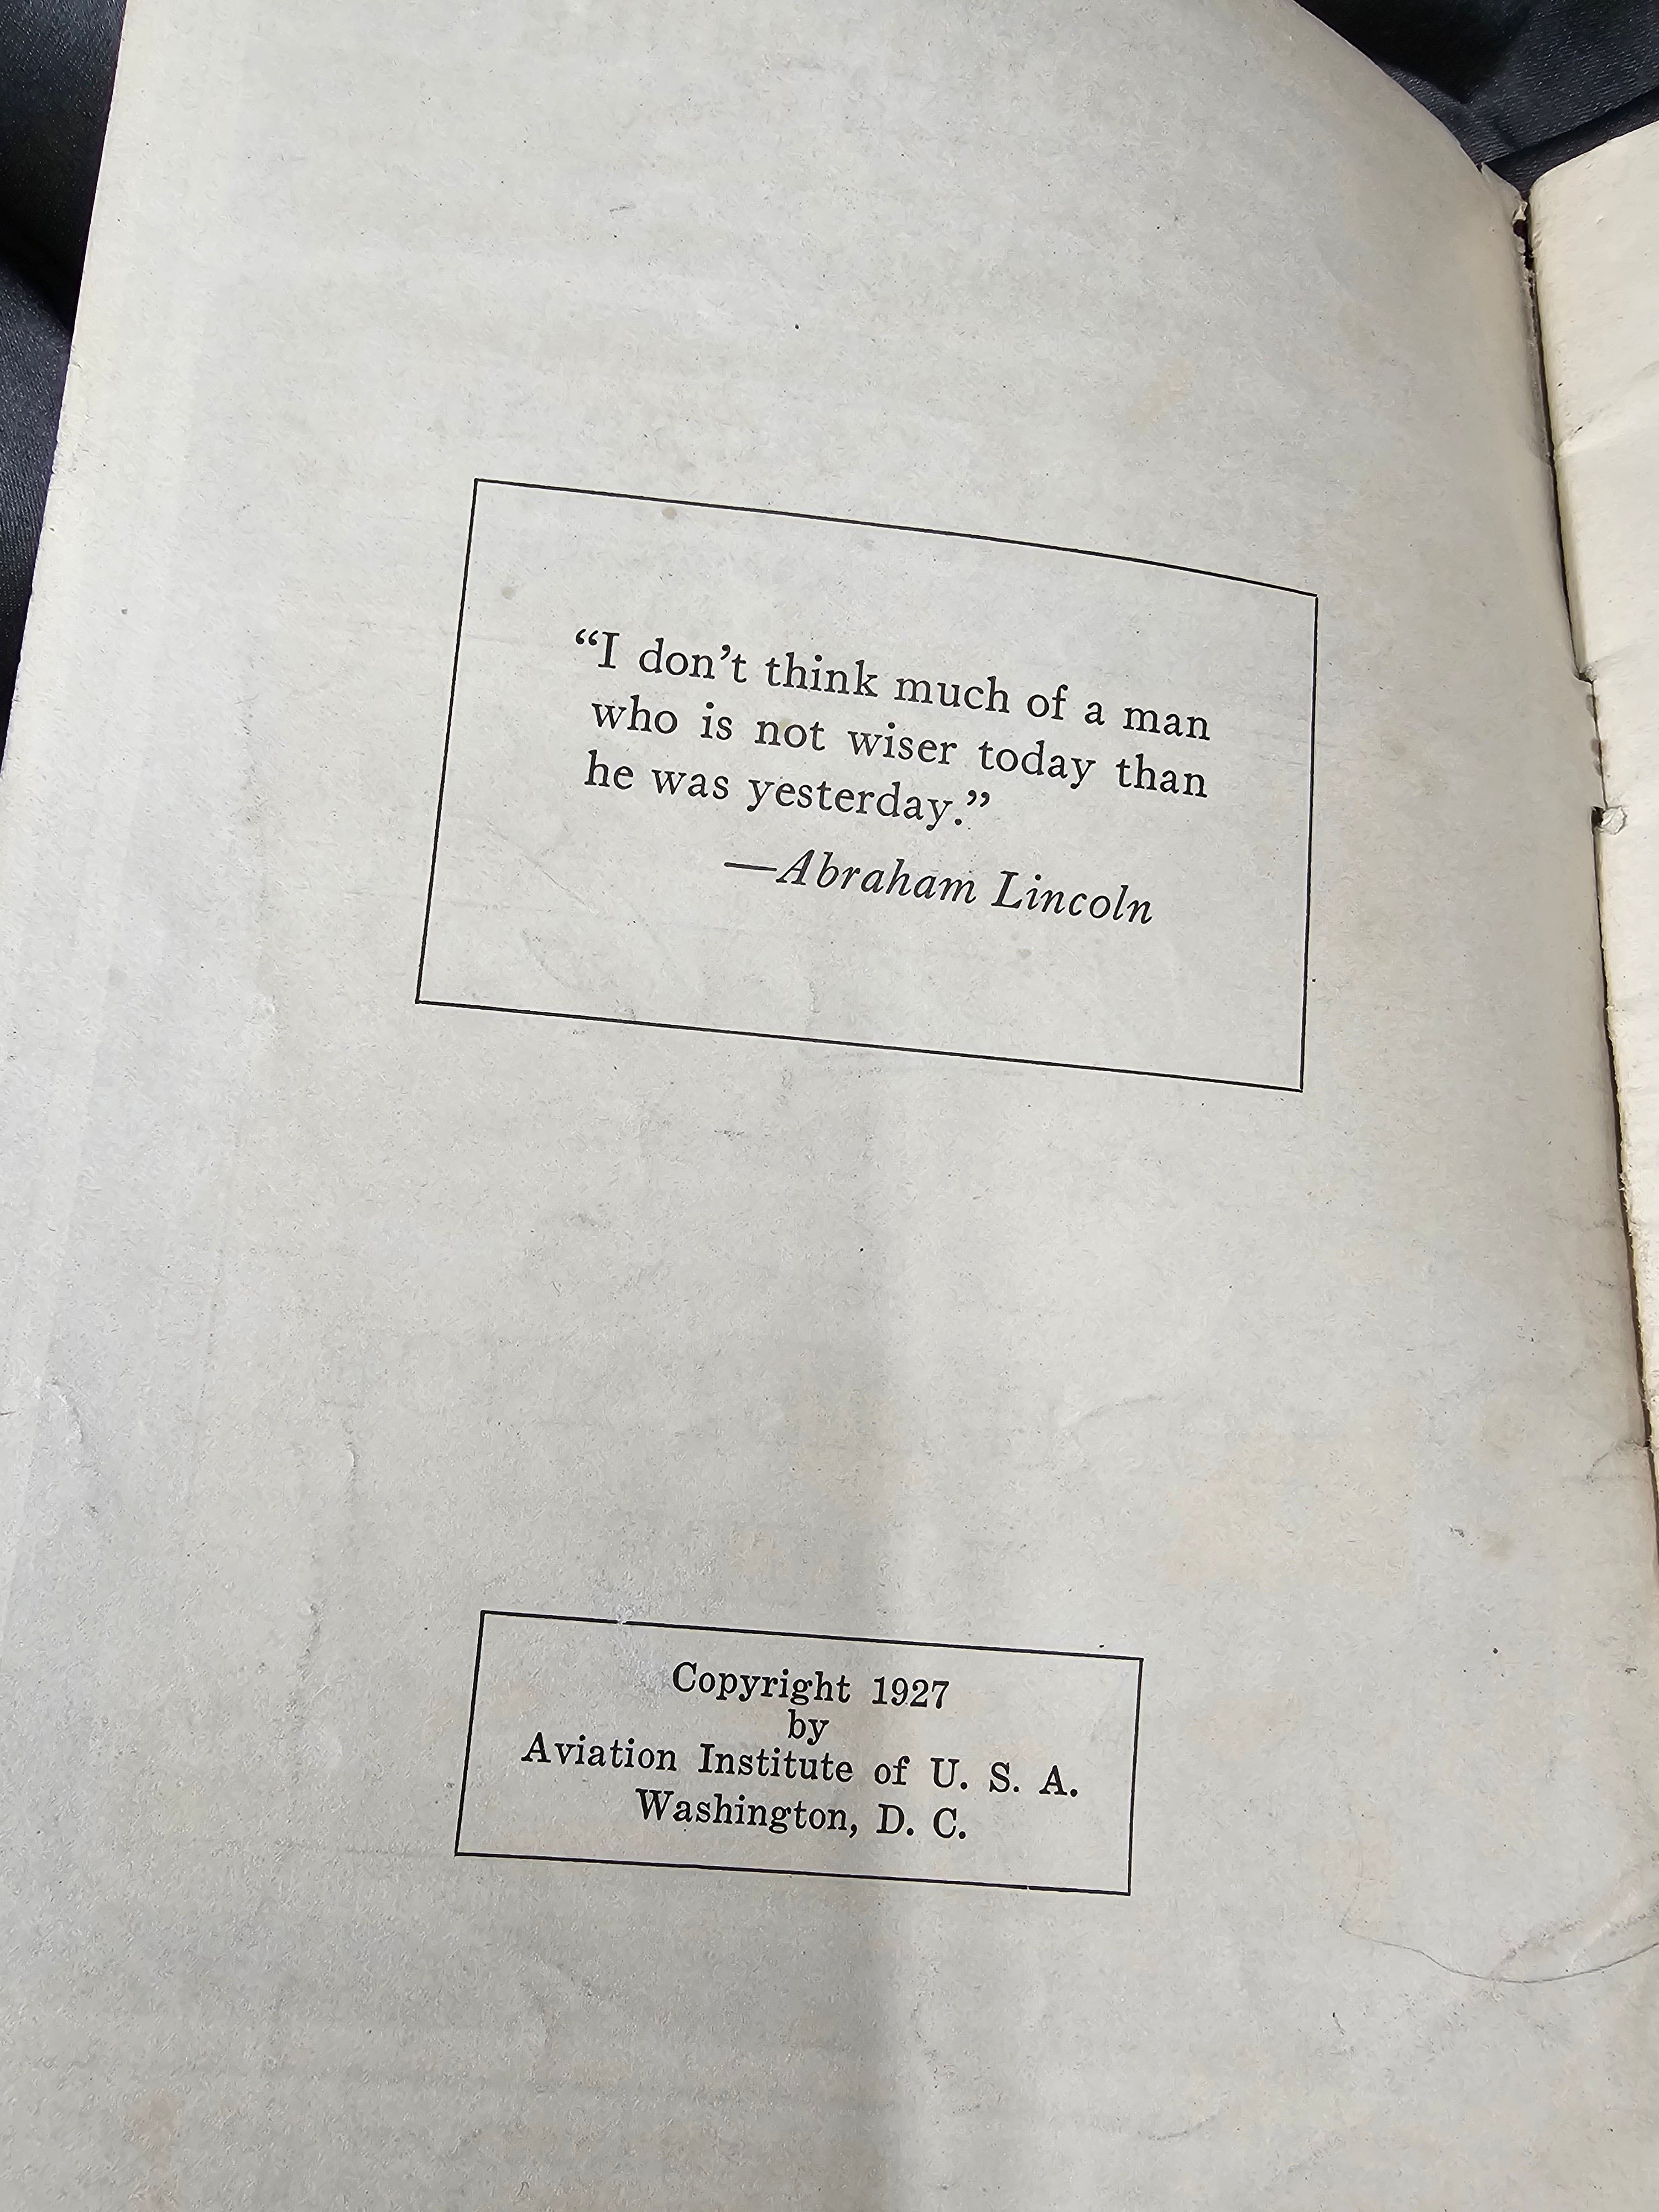 “I don’t think much of a man
who is not wiser today than
he was yesterday.”
—Abraham Lincoln
Copyright 1927
by
Aviation Institute of U. S. A.
Washington, D. C.